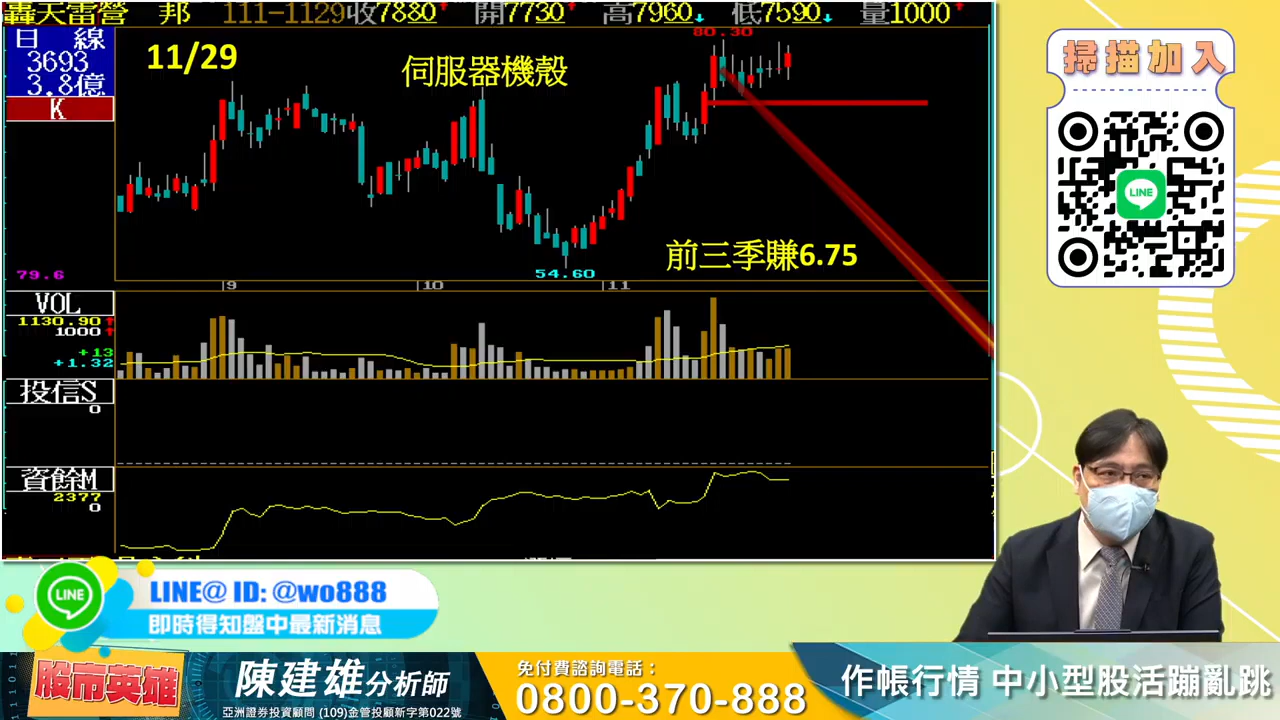 轟天雷營 邦 111-1129收7880↑ 開7730↑ 高7960↓ 低7590↓ 量1000↑
日 線
3693
3.8億
K
11/29
伺服器機殼
80.30
前三季賺6.75
54.60
79.6
9 10 11
VOL
1130.90↑
1000↑
+13
+1.32
投信S
0
資餘M
2377
0
掃描加入
LINE
LINE
LINE@ ID: @wo888
即時得知盤中最新消息
股市英雄
陳建雄分析師
亞洲證券投資顧問 (109)金管投顧新字第022號
免付費諮詢電話：
0800-370-888
作帳行情 中小型股活蹦亂跳